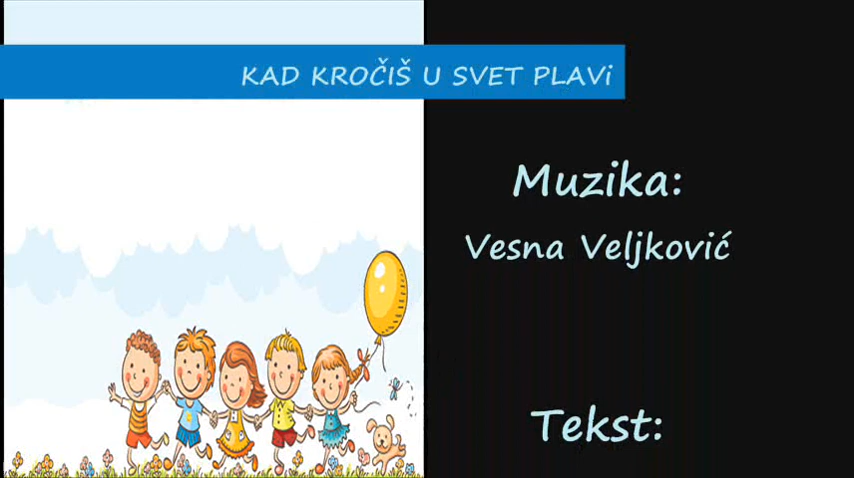 KAD KROČIŠ U SVET PLAVi
Muzika:
Vesna Veljković
Tekst: